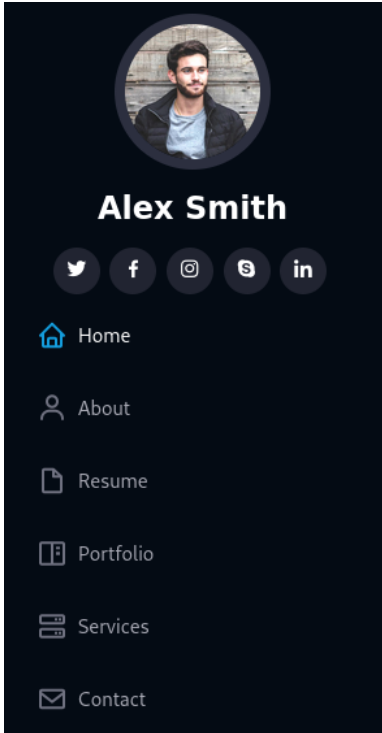 Alex Smith
Home
About
Resume
Portfolio
Services
Contact